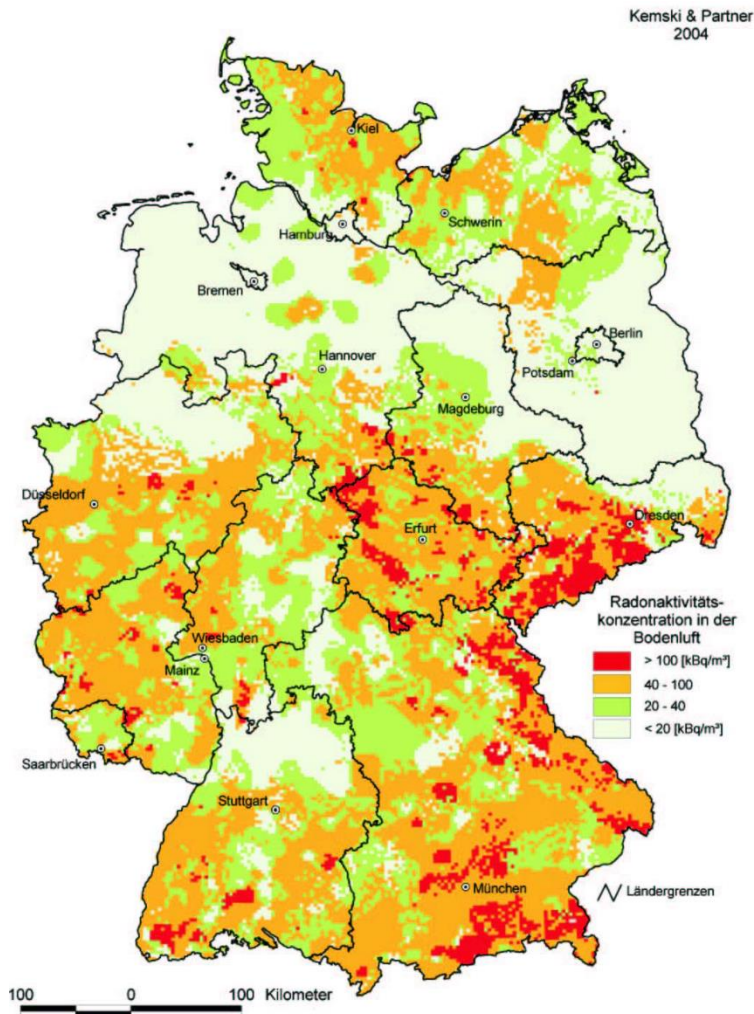 Kemski & Partner
2004
Kiel
Schwerin
Hamburg
Bremen
Berlin
Hannover
Potsdam
Magdeburg
Düsseldorf
Dresden
Erfurt
Radonaktivitäts-
konzentration in der
Bodenluft
Wiesbaden
> 100 [kBq/m³]
Mainz
40 - 100
20 - 40
< 20 [kBq/m³]
Saarbrücken
Stuttgart
München
Ländergrenzen
100 0 100 Kilometer